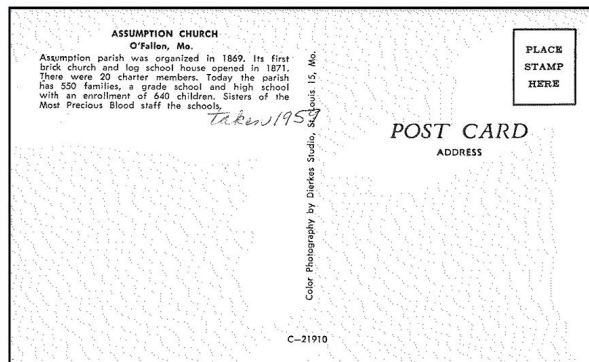 ASSUMPTION CHURCH
O'Fallon, Mo.
Assumption parish was organized in 1869. Its first
brick church and log school house opened in 1871.
There were 20 charter members. Today the parish
has 550 families, a grade school and high school
with an enrollment of 640 children. Sisters of the
Most Precious Blood staff the schools.
taken 1959
Color Photography by Dierkes Studio, St. Louis 15, Mo.
C-21910
PLACE
STAMP
HERE
POST CARD
ADDRESS